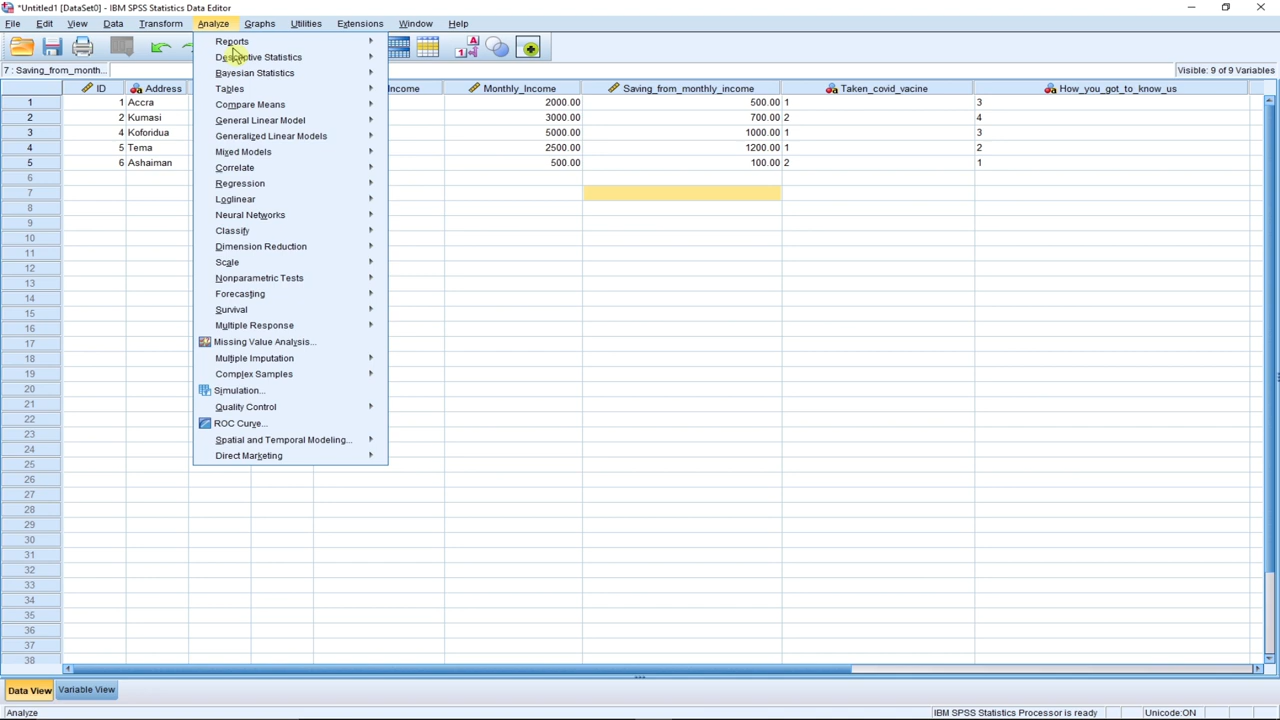 *Untitled1 [DataSet0] - IBM SPSS Statistics Data Editor
File Edit View Data Transform Analyze Graphs Utilities Extensions Window Help
7 : Saving_from_month... Visible: 9 of 9 Variables
ID Address Income Monthly_Income Saving_from_monthly_income Taken_covid_vacine How_you_got_to_know_us
1 1 Accra 2000.00 500.00 1 3
2 2 Kumasi 3000.00 700.00 2 4
3 4 Koforidua 5000.00 1000.00 1 3
4 5 Tema 2500.00 1200.00 1 2
5 6 Ashaiman 500.00 100.00 2 1
6
7
8
9
10
11
12
13
14
15
16
17
18
19
20
21
22
23
24
25
26
27
28
29
30
31
32
33
34
35
36
37
38
Reports
Descriptive Statistics
Bayesian Statistics
Tables
Compare Means
General Linear Model
Generalized Linear Models
Mixed Models
Correlate
Regression
Loglinear
Neural Networks
Classify
Dimension Reduction
Scale
Nonparametric Tests
Forecasting
Survival
Multiple Response
Missing Value Analysis...
Multiple Imputation
Complex Samples
Simulation...
Quality Control
ROC Curve...
Spatial and Temporal Modeling...
Direct Marketing
Data View Variable View
Analyze IBM SPSS Statistics Processor is ready Unicode:ON